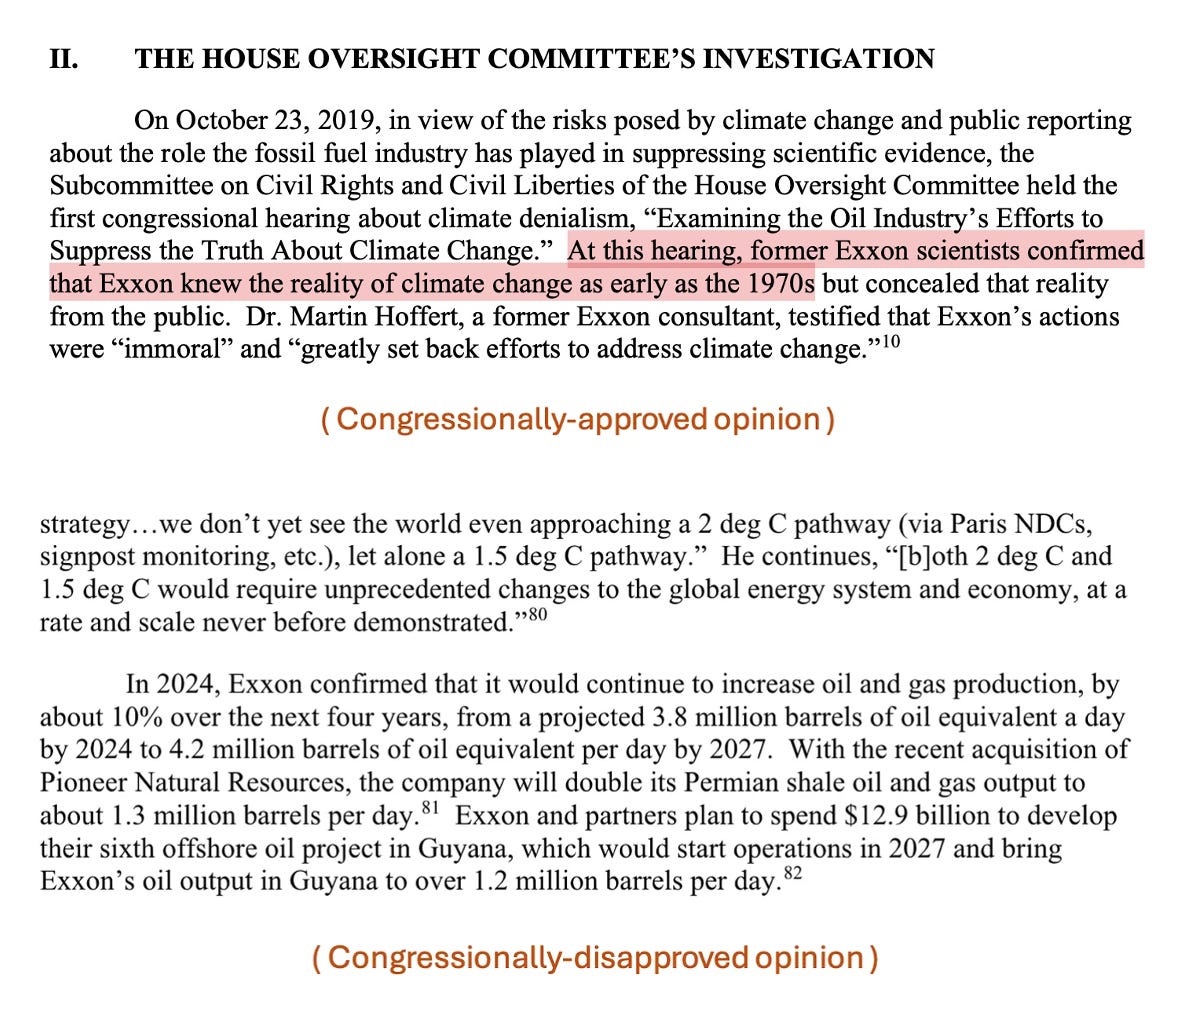 II. THE HOUSE OVERSIGHT COMMITTEE’S INVESTIGATION
On October 23, 2019, in view of the risks posed by climate change and public reporting
about the role the fossil fuel industry has played in suppressing scientific evidence, the
Subcommittee on Civil Rights and Civil Liberties of the House Oversight Committee held the
first congressional hearing about climate denialism, “Examining the Oil Industry’s Efforts to
Suppress the Truth About Climate Change.” At this hearing, former Exxon scientists confirmed
that Exxon knew the reality of climate change as early as the 1970s but concealed that reality
from the public. Dr. Martin Hoffert, a former Exxon consultant, testified that Exxon’s actions
were “immoral” and “greatly set back efforts to address climate change.”10
( Congressionally-approved opinion )
strategy…we don’t yet see the world even approaching a 2 deg C pathway (via Paris NDCs,
signpost monitoring, etc.), let alone a 1.5 deg C pathway.” He continues, “[b]oth 2 deg C and
1.5 deg C would require unprecedented changes to the global energy system and economy, at a
rate and scale never before demonstrated.”80
In 2024, Exxon confirmed that it would continue to increase oil and gas production, by
about 10% over the next four years, from a projected 3.8 million barrels of oil equivalent a day
by 2024 to 4.2 million barrels of oil equivalent per day by 2027. With the recent acquisition of
Pioneer Natural Resources, the company will double its Permian shale oil and gas output to
about 1.3 million barrels per day.81 Exxon and partners plan to spend $12.9 billion to develop
their sixth offshore oil project in Guyana, which would start operations in 2027 and bring
Exxon’s oil output in Guyana to over 1.2 million barrels per day.82
( Congressionally-disapproved opinion )